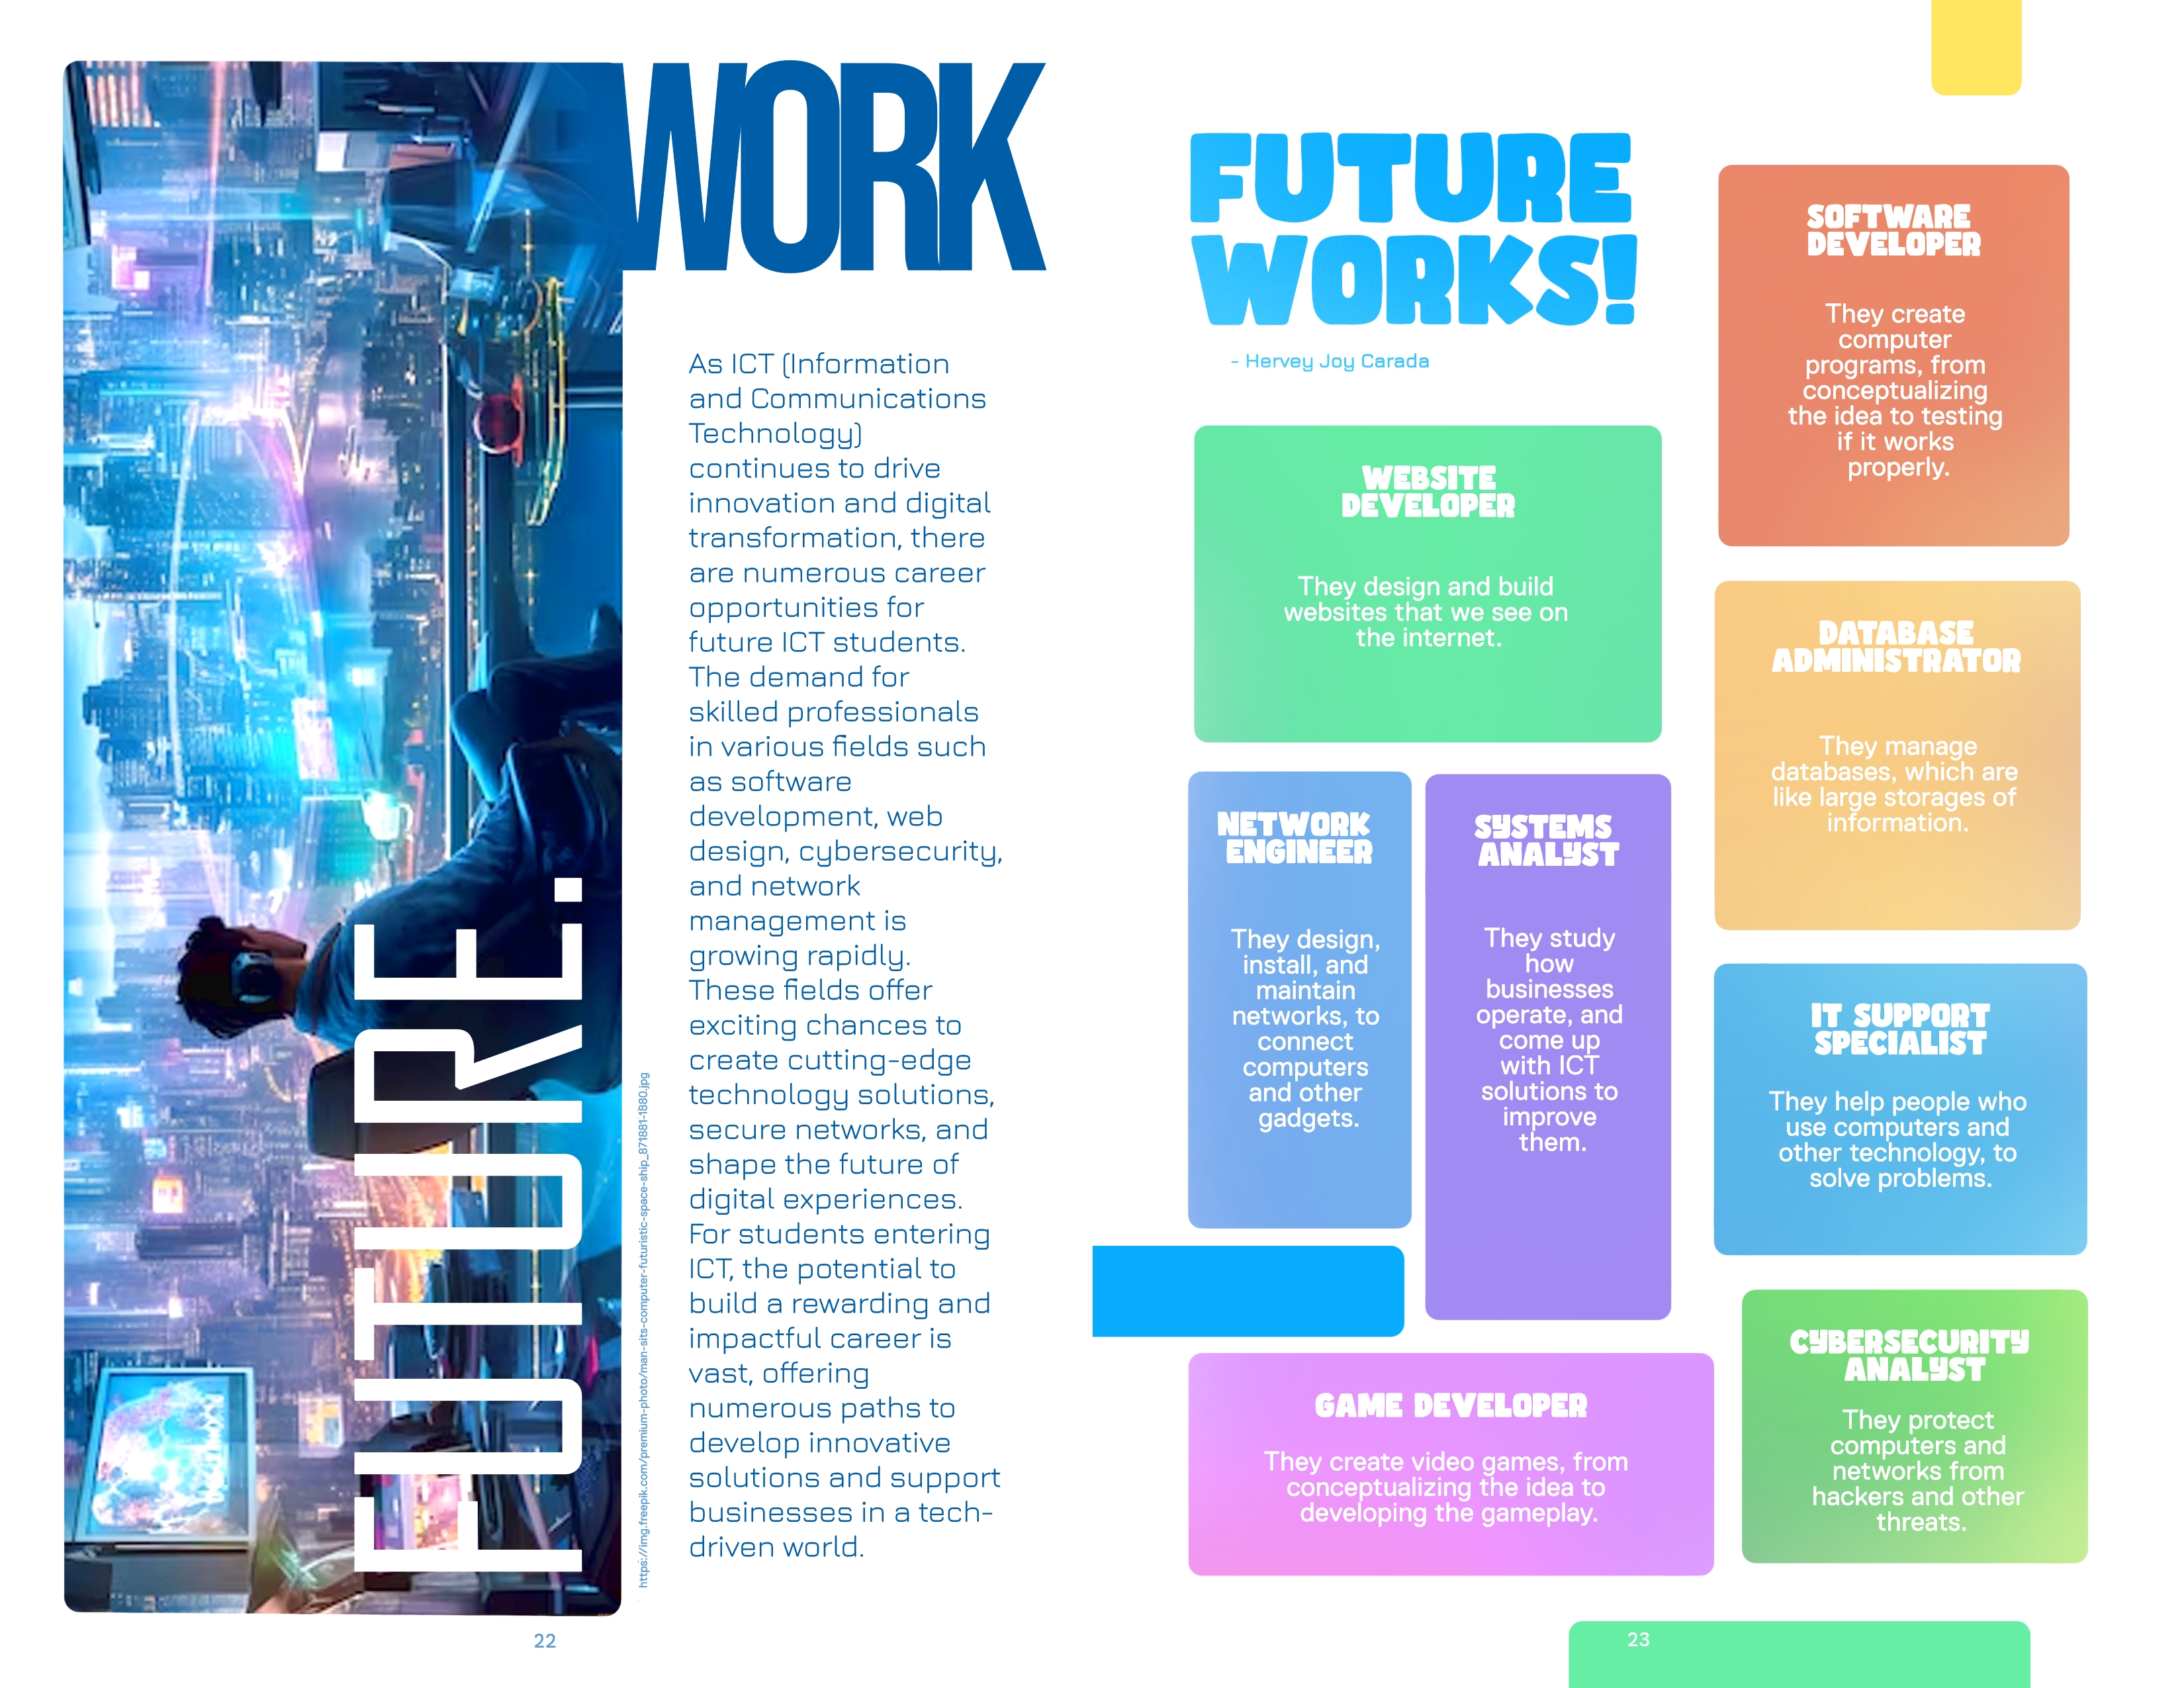 WORK
FUTURE.
As ICT (Information
and Communications
Technology)
continues to drive
innovation and digital
transformation, there
are numerous career
opportunities for
future ICT students.
The demand for
skilled professionals
in various fields such
as software
development, web
design, cybersecurity,
and network
management is
growing rapidly.
These fields offer
exciting chances to
create cutting-edge
technology solutions,
secure networks, and
shape the future of
digital experiences.
For students entering
ICT, the potential to
build a rewarding and
impactful career is
vast, offering
numerous paths to
develop innovative
solutions and support
businesses in a tech-
driven world.
https://img.freepik.com/premium-photo/man-sits-computer-futuristic-space-ship_871881-1880.jpg
22
FUTURE
WORKS!
- Hervey Joy Carada
WEBSITE
DEVELOPER
They design and build
websites that we see on
the internet.
NETWORK
ENGINEER
They design,
install, and
maintain
networks, to
connect
computers
and other
gadgets.
SYSTEMS
ANALYST
They study
how
businesses
operate, and
come up
with ICT
solutions to
improve
them.
GAME DEVELOPER
They create video games, from
conceptualizing the idea to
developing the gameplay.
SOFTWARE
DEVELOPER
They create
computer
programs, from
conceptualizing
the idea to testing
if it works
properly.
DATABASE
ADMINISTRATOR
They manage
databases, which are
like large storages of
information.
IT SUPPORT
SPECIALIST
They help people who
use computers and
other technology, to
solve problems.
CYBERSECURITY
ANALYST
They protect
computers and
networks from
hackers and other
threats.
23